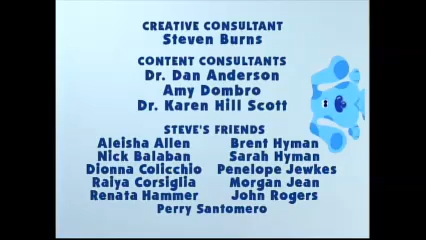 CREATIVE CONSULTANT
Steven Burns
CONTENT CONSULTANTS
Dr. Dan Anderson
Amy Dombro
Dr. Karen Hill Scott
STEVE'S FRIENDS
Aleisha Allen Brent Hyman
Nick Balaban Sarah Hyman
Dionna Colicchio Penelope Jewkes
Raiya Corsiglia Morgan Jean
Renata Hammer John Rogers
Perry Santomero